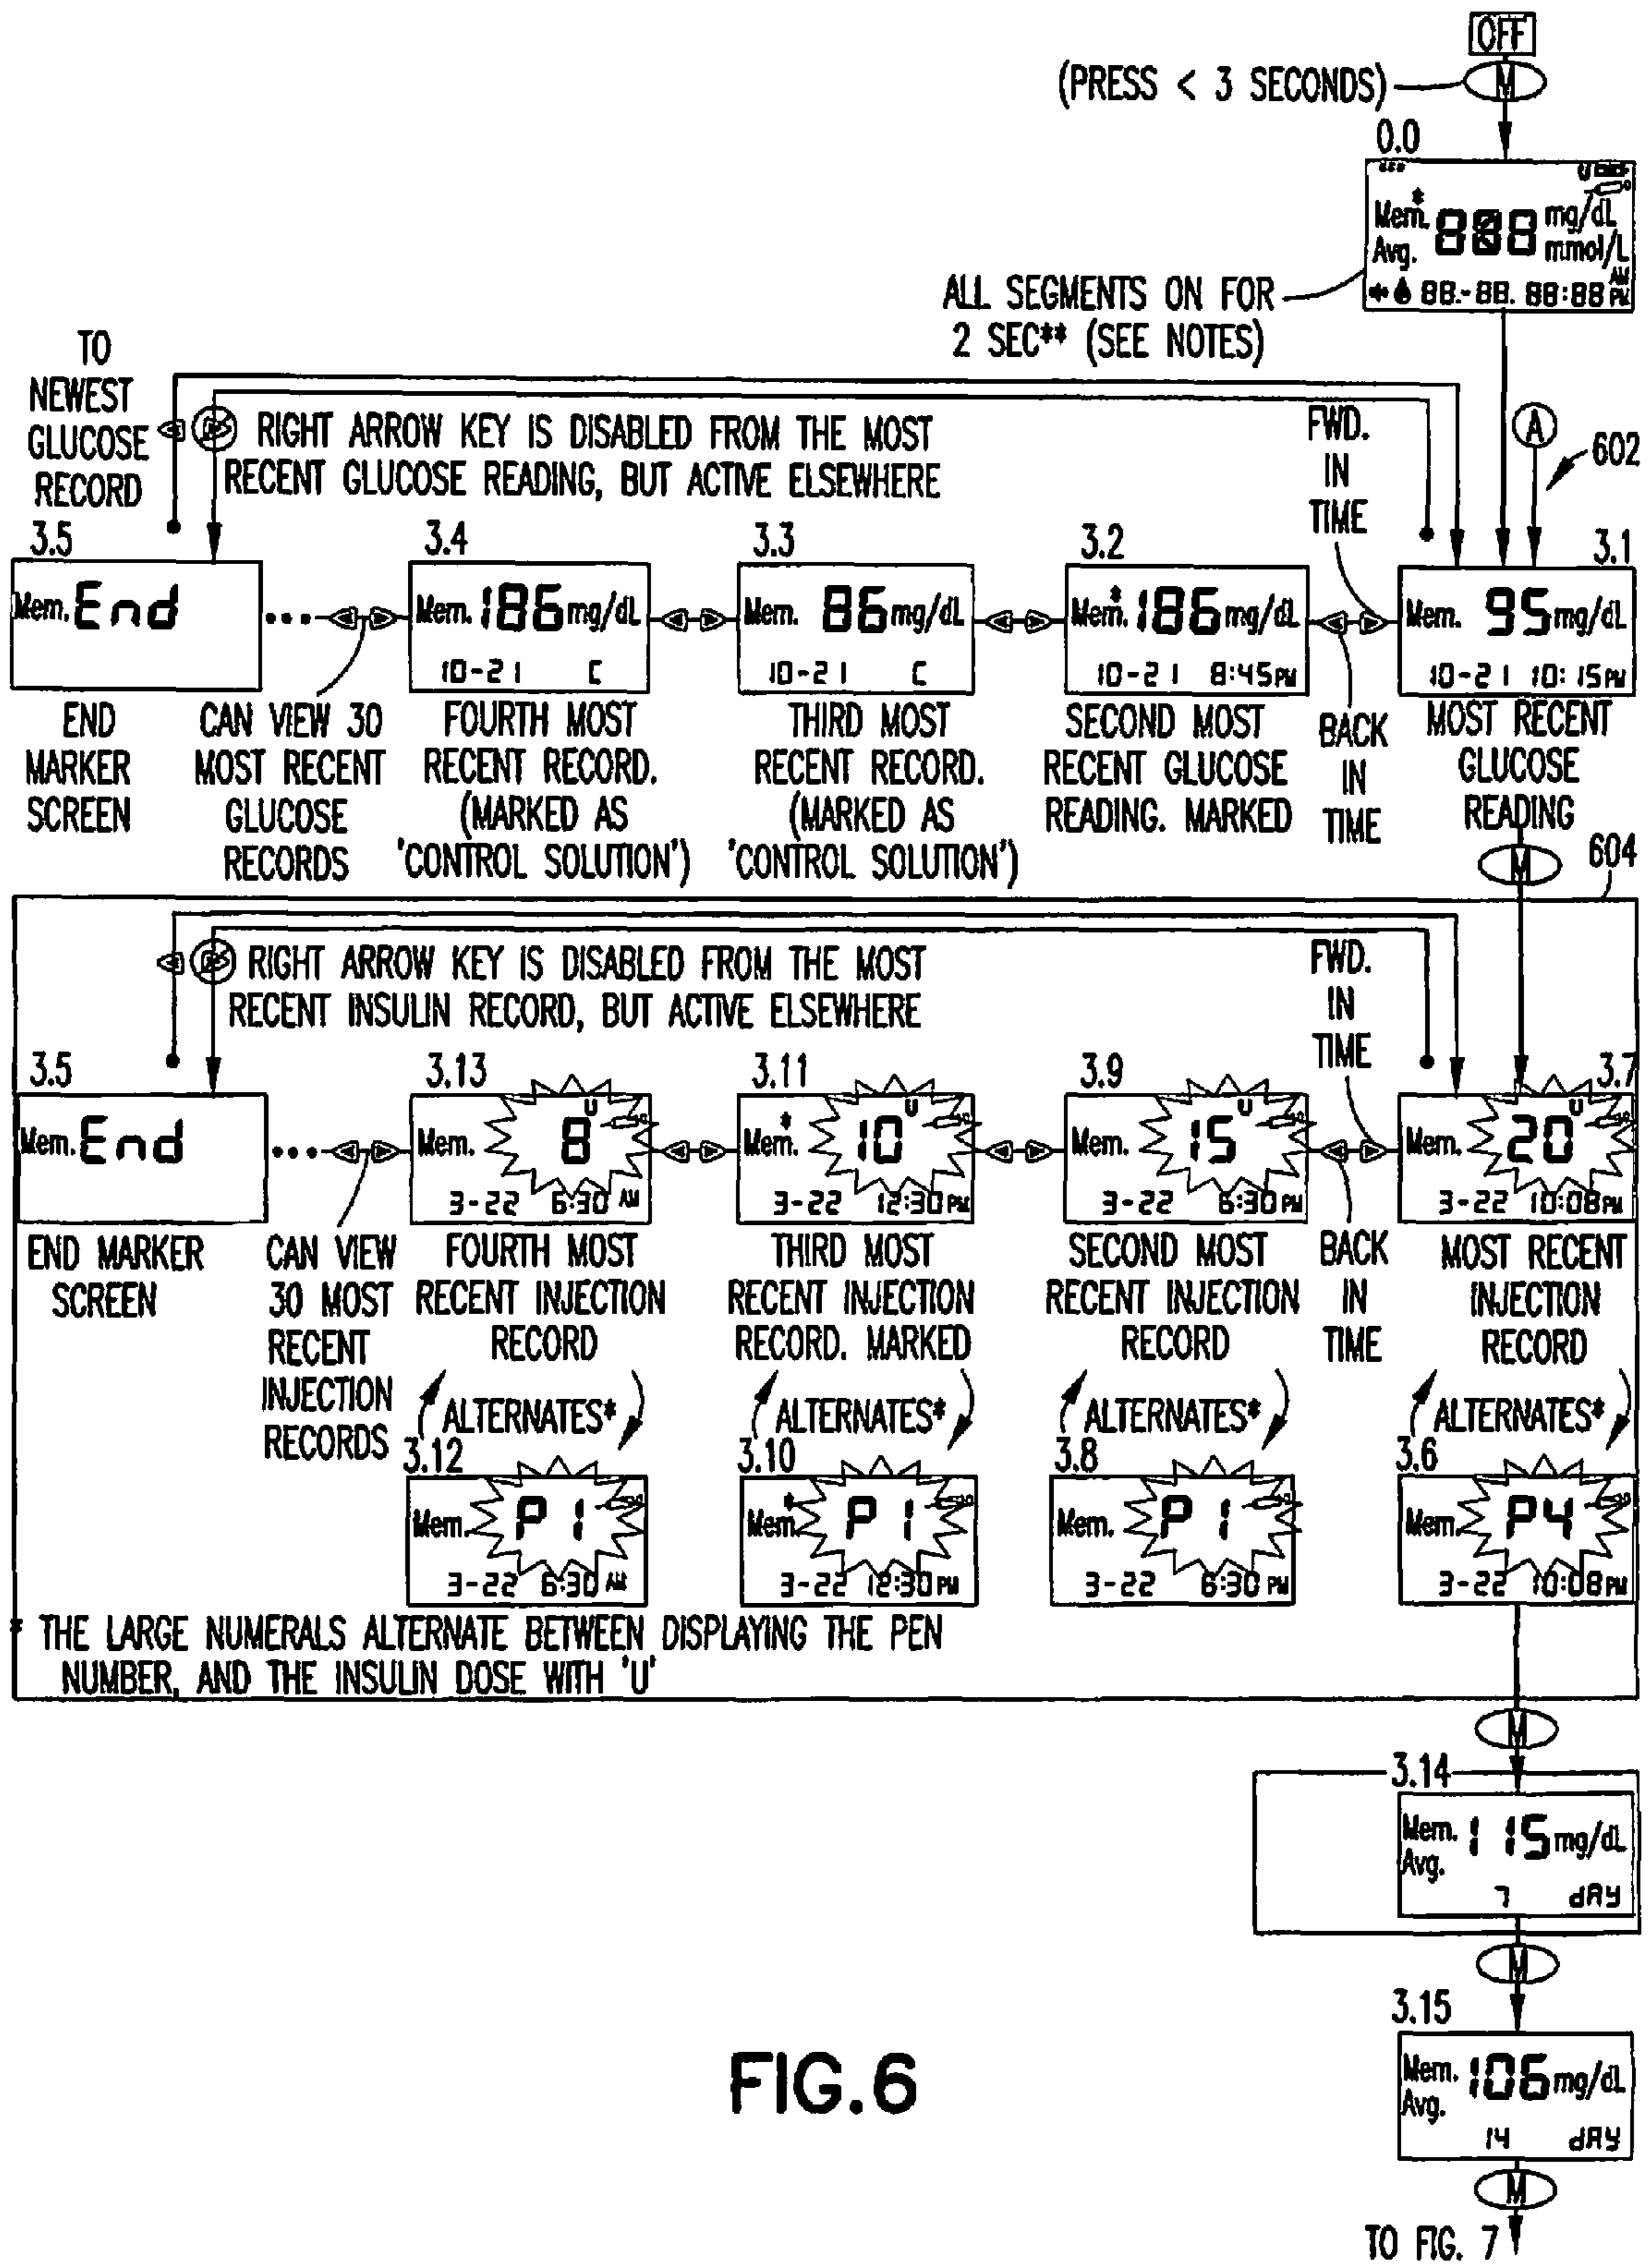 OFF
(PRESS < 3 SECONDS)
M
0.0
U
Mem.* 888 mg/dL
Avg. mmol/L
88.-88. 88:88 AM PM
ALL SEGMENTS ON FOR
2 SEC** (SEE NOTES)
TO
NEWEST
GLUCOSE
RECORD
RIGHT ARROW KEY IS DISABLED FROM THE MOST
RECENT GLUCOSE READING, BUT ACTIVE ELSEWHERE
FWD.
IN
TIME
A
602
3.5
3.4
3.3
3.2
3.1
Mem. End
•••
Mem. 186 mg/dL
10-21 C
Mem. 86 mg/dL
10-21 C
Mem.* 186 mg/dL
10-21 8:45 PM
Mem. 95 mg/dL
10-21 10:15 PM
END
MARKER
SCREEN
CAN VIEW 30
MOST RECENT
GLUCOSE
RECORDS
FOURTH MOST
RECENT RECORD.
(MARKED AS
'CONTROL SOLUTION')
THIRD MOST
RECENT RECORD.
(MARKED AS
'CONTROL SOLUTION')
SECOND MOST
RECENT GLUCOSE
READING. MARKED
BACK
IN
TIME
MOST RECENT
GLUCOSE
READING
M
604
RIGHT ARROW KEY IS DISABLED FROM THE MOST
RECENT INSULIN RECORD, BUT ACTIVE ELSEWHERE
FWD.
IN
TIME
3.5
3.13
3.11
3.9
3.7
Mem. End
•••
Mem. 8 U
3-22 6:30 AM
Mem.* 10 U
3-22 12:30 PM
Mem. 15 U
3-22 6:30 PM
Mem. 20 U
3-22 10:08 PM
END MARKER
SCREEN
CAN VIEW
30 MOST
RECENT
INJECTION
RECORDS
FOURTH MOST
RECENT INJECTION
RECORD
THIRD MOST
RECENT INJECTION
RECORD. MARKED
SECOND MOST
RECENT INJECTION
RECORD
BACK
IN
TIME
MOST RECENT
INJECTION
RECORD
ALTERNATES*
ALTERNATES*
ALTERNATES*
ALTERNATES*
3.12
3.10
3.8
3.6
Mem. P1
3-22 6:30 AM
Mem.* P1
3-22 12:30 PM
Mem. P1
3-22 6:30 PM
Mem. P4
3-22 10:08 PM
* THE LARGE NUMERALS ALTERNATE BETWEEN DISPLAYING THE PEN
NUMBER, AND THE INSULIN DOSE WITH 'U'
M
3.14
Mem. 115 mg/dL
Avg.
7 dAY
M
3.15
Mem. 106 mg/dL
Avg.
14 dAY
M
TO FIG. 7
FIG.6